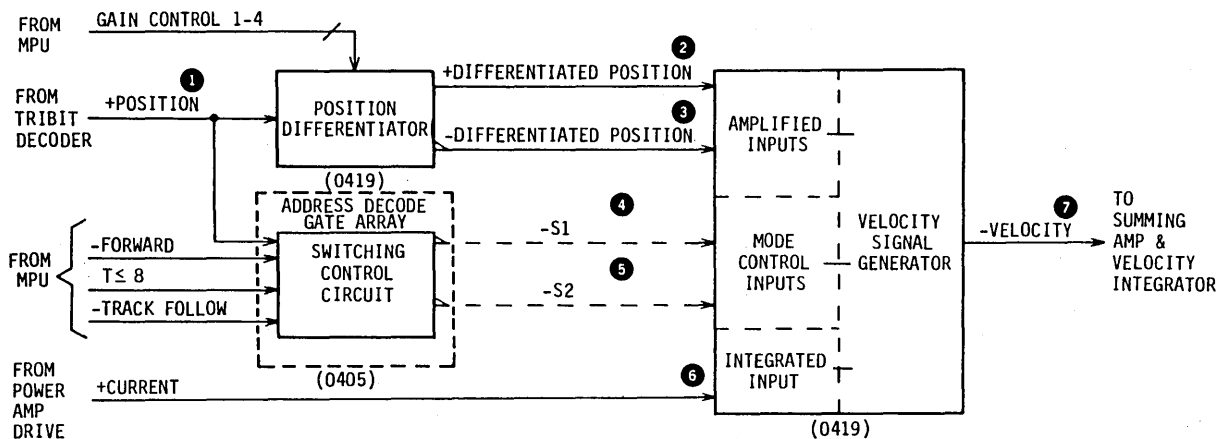 FROM
MPU
GAIN CONTROL 1-4
FROM
TRIBIT
DECODER
+POSITION
1
POSITION
DIFFERENTIATOR
(0419)
+DIFFERENTIATED POSITION
2
-DIFFERENTIATED POSITION
3
ADDRESS DECODE
GATE ARRAY
SWITCHING
CONTROL
CIRCUIT
(0405)
FROM
MPU
-FORWARD
T≤ 8
-TRACK FOLLOW
-S1
4
-S2
5
FROM
POWER
AMP
DRIVE
+CURRENT
6
AMPLIFIED
INPUTS
MODE
CONTROL
INPUTS
INTEGRATED
INPUT
VELOCITY
SIGNAL
GENERATOR
(0419)
-VELOCITY
7
TO
SUMMING
AMP &
VELOCITY
INTEGRATOR